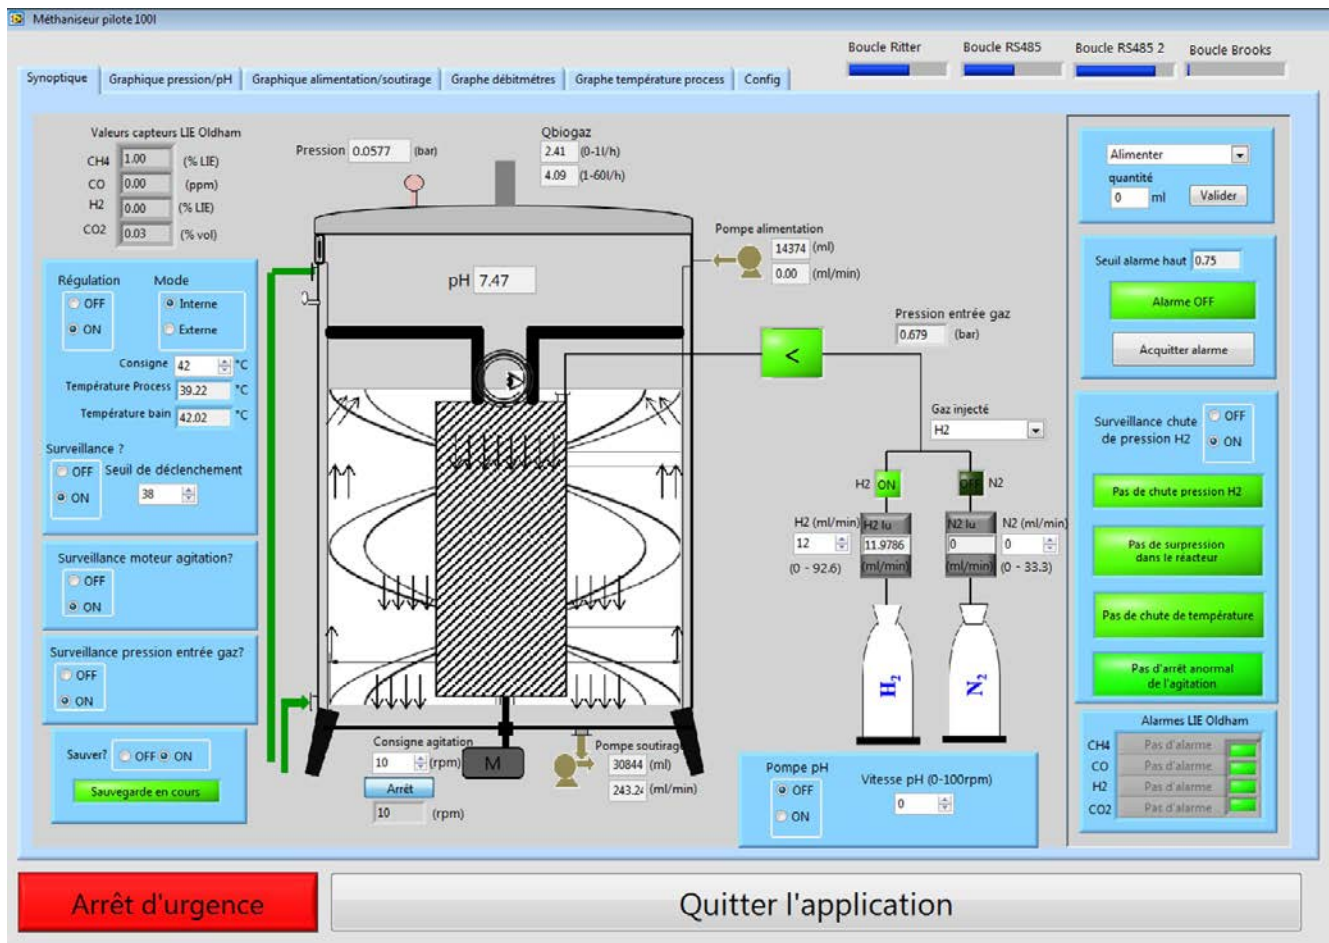 Méthaniseur pilote 100l
Boucle Ritter
Boucle RS485
Boucle RS485 2
Boucle Brooks
Synoptique
Graphique pression/pH
Graphique alimentation/soutirage
Graphe débitmétres
Graphe température process
Config
Valeurs capteurs LIE Oldham
CH4 1.00 (% LIE)
CO 0.00 (ppm)
H2 0.00 (% LIE)
CO2 0.03 (% vol)
Pression 0.0577 (bar)
Qbiogaz
2.41 (0-1l/h)
4.09 (1-60l/h)
Pompe alimentation
14374 (ml)
0.00 (ml/min)
pH 7.47
Régulation
OFF
ON
Mode
Interne
Externe
Consigne 42 °C
Température Process 39.22 °C
Température bain 42.02 °C
Surveillance ?
OFF
ON
Seuil de déclenchement
38
Surveillance moteur agitation?
OFF
ON
Surveillance pression entrée gaz?
OFF
ON
Sauver? OFF ON
Sauvegarde en cours
Pression entrée gaz
0.679 (bar)
<
Gaz injecté
H2
H2 ON
OFF N2
H2 (ml/min)
12
(0 - 92.6)
H2 lu
11.9786
(ml/min)
N2 lu
0
(ml/min)
N2 (ml/min)
0
(0 - 33.3)
H2
N2
Consigne agitation
10 (rpm)
Arrêt
10 (rpm)
M
Pompe soutirage
30844 (ml)
243.24 (ml/min)
Pompe pH
OFF
ON
Vitesse pH (0-100rpm)
0
Alimenter
quantité
0 ml
Valider
Seuil alarme haut 0.75
Alarme OFF
Acquitter alarme
Surveillance chute
de pression H2
OFF
ON
Pas de chute pression H2
Pas de surpression
dans le réacteur
Pas de chute de température
Pas d'arrêt anormal
de l'agitation
Alarmes LIE Oldham
CH4 Pas d'alarme
CO Pas d'alarme
H2 Pas d'alarme
CO2 Pas d'alarme
Arrêt d'urgence
Quitter l'application